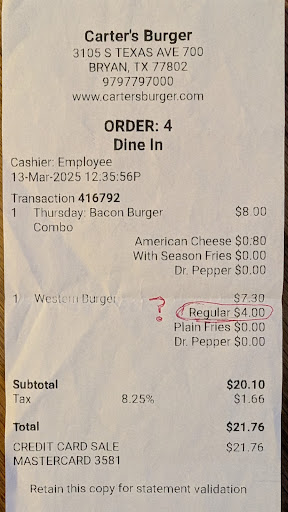 Carter's Burger
3105 S TEXAS AVE 700
BRYAN, TX 77802
9797797000
www.cartersburger.com
ORDER: 4
Dine In
Cashier: Employee
13-Mar-2025 12:35:56P
Transaction 416792
1 Thursday: Bacon Burger Combo $8.00
American Cheese $0.80
With Season Fries $0.00
Dr. Pepper $0.00
1 Western Burger $7.30
? Regular $4.00
Plain Fries $0.00
Dr. Pepper $0.00
Subtotal $20.10
Tax 8.25% $1.66
Total $21.76
CREDIT CARD SALE $21.76
MASTERCARD 3581
Retain this copy for statement validation